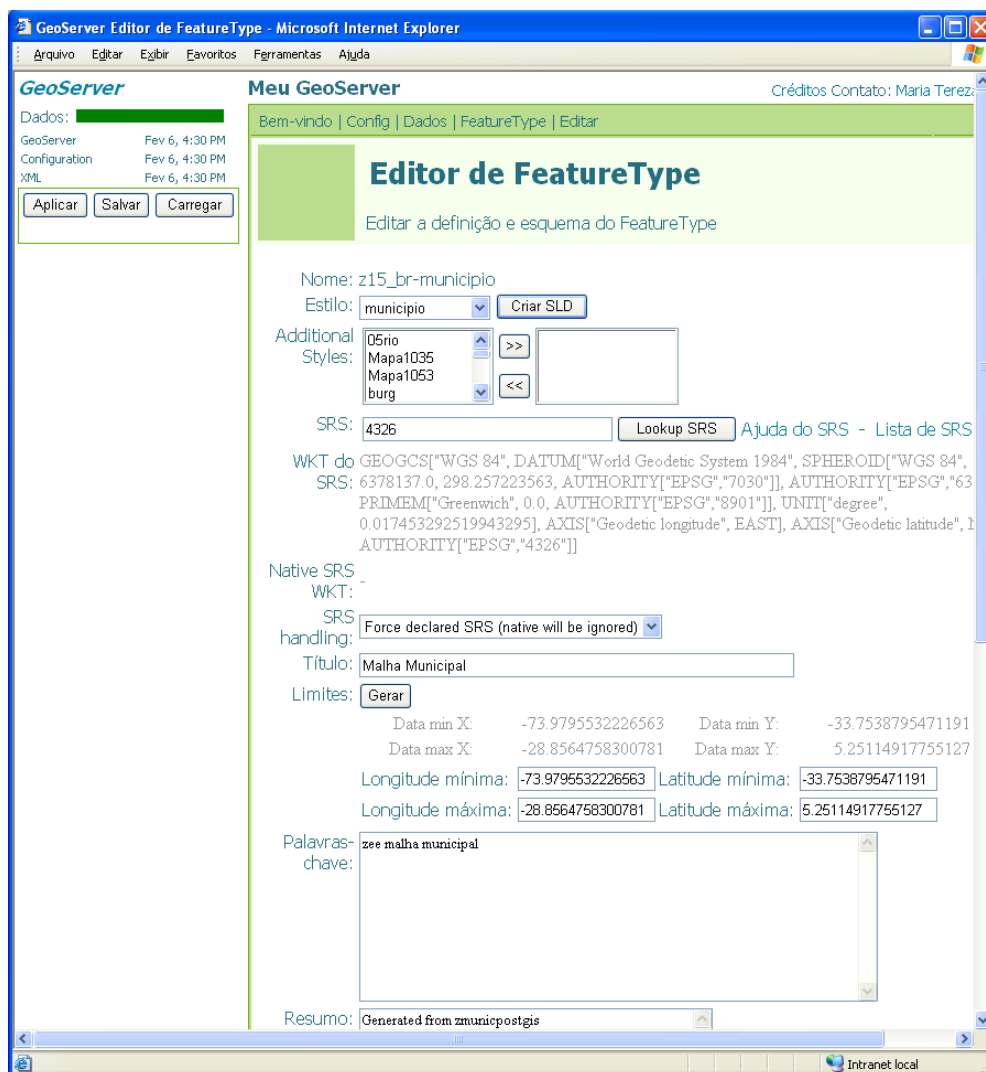 GeoServer Editor de FeatureType - Microsoft Internet Explorer
Arquivo Editar Exibir Favoritos Ferramentas Ajuda
GeoServer
Dados:
GeoServer Fev 6, 4:30 PM
Configuration Fev 6, 4:30 PM
XML Fev 6, 4:30 PM
Aplicar Salvar Carregar
Meu GeoServer
Créditos Contato: Maria Tereza
Bem-vindo | Config | Dados | FeatureType | Editar
Editor de FeatureType
Editar a definição e esquema do FeatureType
Nome: z15_br-municipio
Estilo: municipio Criar SLD
Additional Styles:
05rio
Mapa1035
Mapa1053
burg
>>
<<
SRS: 4326 Lookup SRS Ajuda do SRS - Lista de SRS
WKT do SRS:
GEOGCS["WGS 84", DATUM["World Geodetic System 1984", SPHEROID["WGS 84",
6378137.0, 298.257223563, AUTHORITY["EPSG","7030"]], AUTHORITY["EPSG","63
PRIMEM["Greenwich", 0.0, AUTHORITY["EPSG","8901"]], UNIT["degree",
0.017453292519943295], AXIS["Geodetic longitude", EAST], AXIS["Geodetic latitude",
AUTHORITY["EPSG","4326"]]
Native SRS WKT: -
SRS handling: Force declared SRS (native will be ignored)
Título: Malha Municipal
Limites: Gerar
Data min X: -73.9795532226563 Data min Y: -33.7538795471191
Data max X: -28.8564758300781 Data max Y: 5.25114917755127
Longitude mínima: -73.9795532226563 Latitude mínima: -33.7538795471191
Longitude máxima: -28.8564758300781 Latitude máxima: 5.25114917755127
Palavras-chave: zee malha municipal
Resumo: Generated from zmunicpostgis
Intranet local